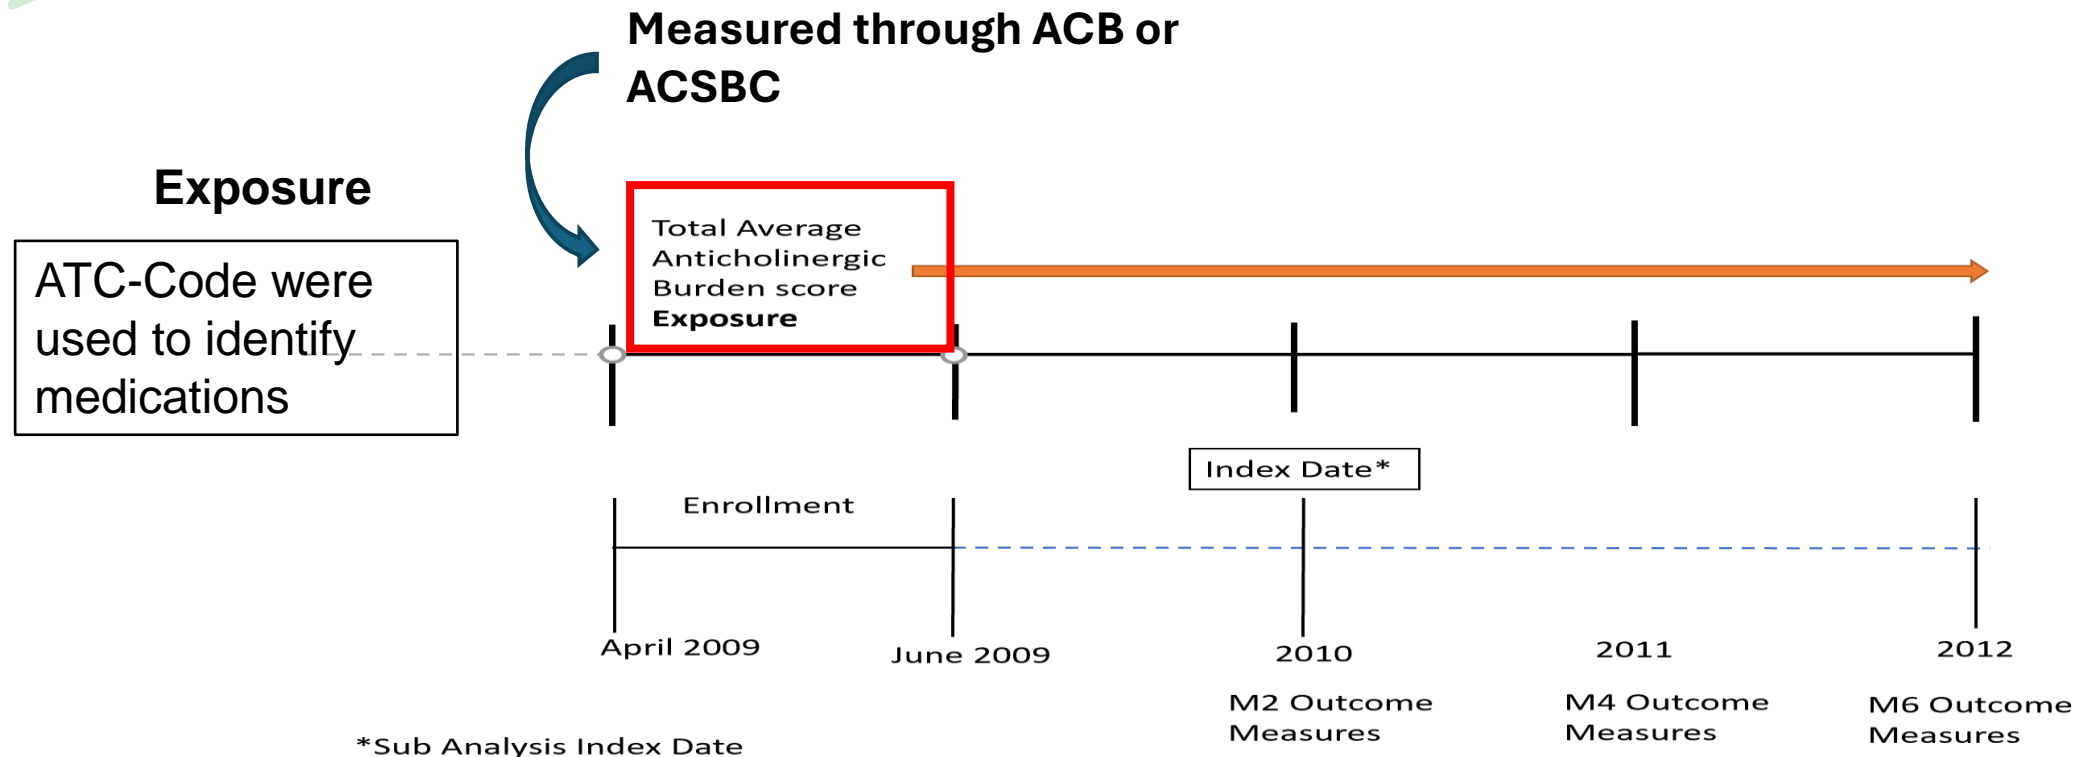 Measured through ACB or
ACSBC
Exposure
ATC-Code were
used to identify
medications
Total Average
Anticholinergic
Burden score
Exposure
Index Date*
Enrollment
April 2009
June 2009
2010
2011
2012
M2 Outcome
Measures
M4 Outcome
Measures
M6 Outcome
Measures
*Sub Analysis Index Date